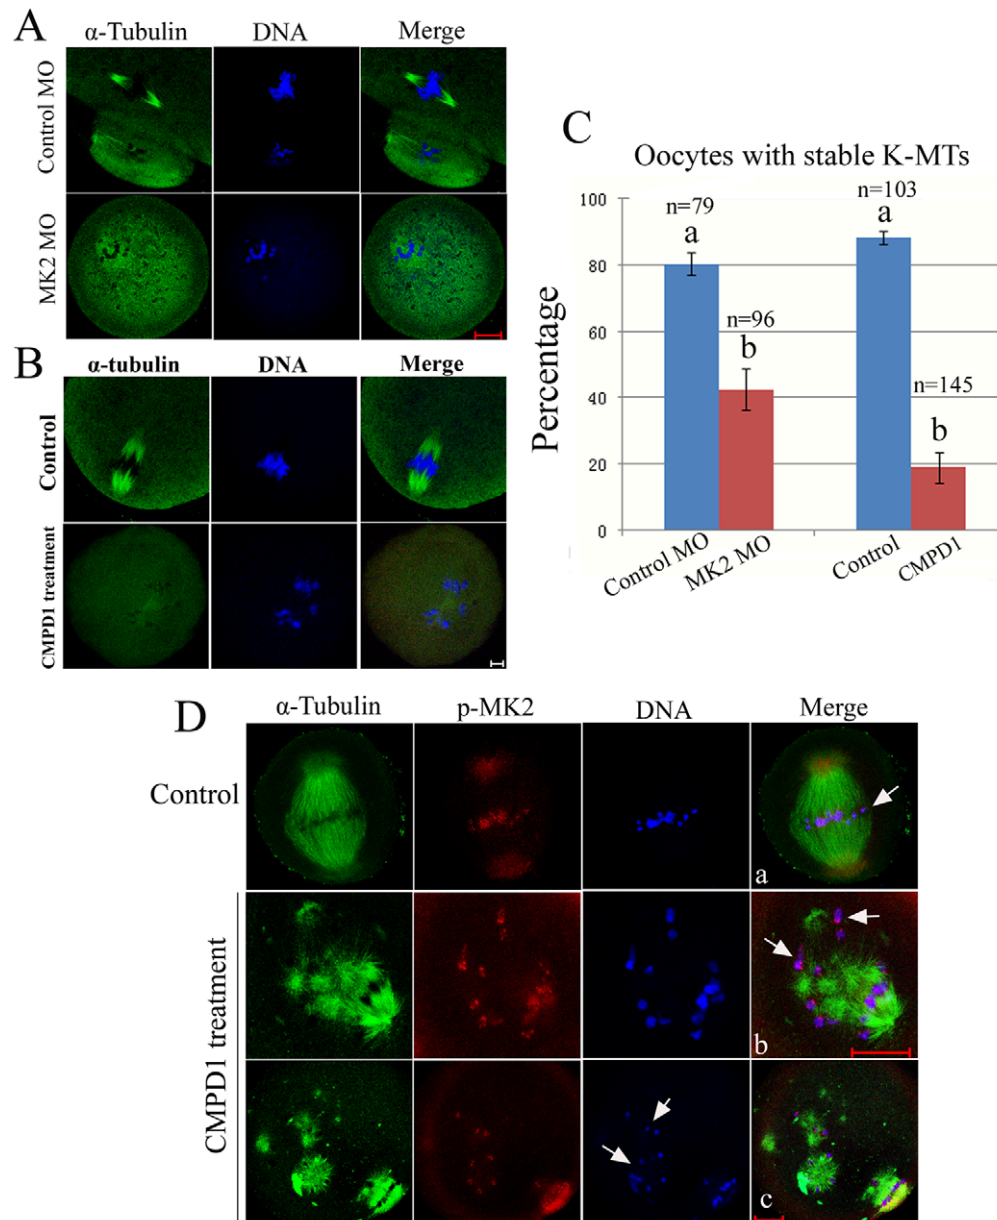 A
α-Tubulin DNA Merge
Control MO
MK2 MO
B
α-tubulin DNA Merge
Control
CMPD1 treatment
C
Oocytes with stable K-MTs
Percentage
100
80
60
40
20
0
n=79
a
n=96
b
n=103
a
n=145
b
Control MO
MK2 MO
Control
CMPD1
D
α-Tubulin p-MK2 DNA Merge
Control
a
CMPD1 treatment
b
c